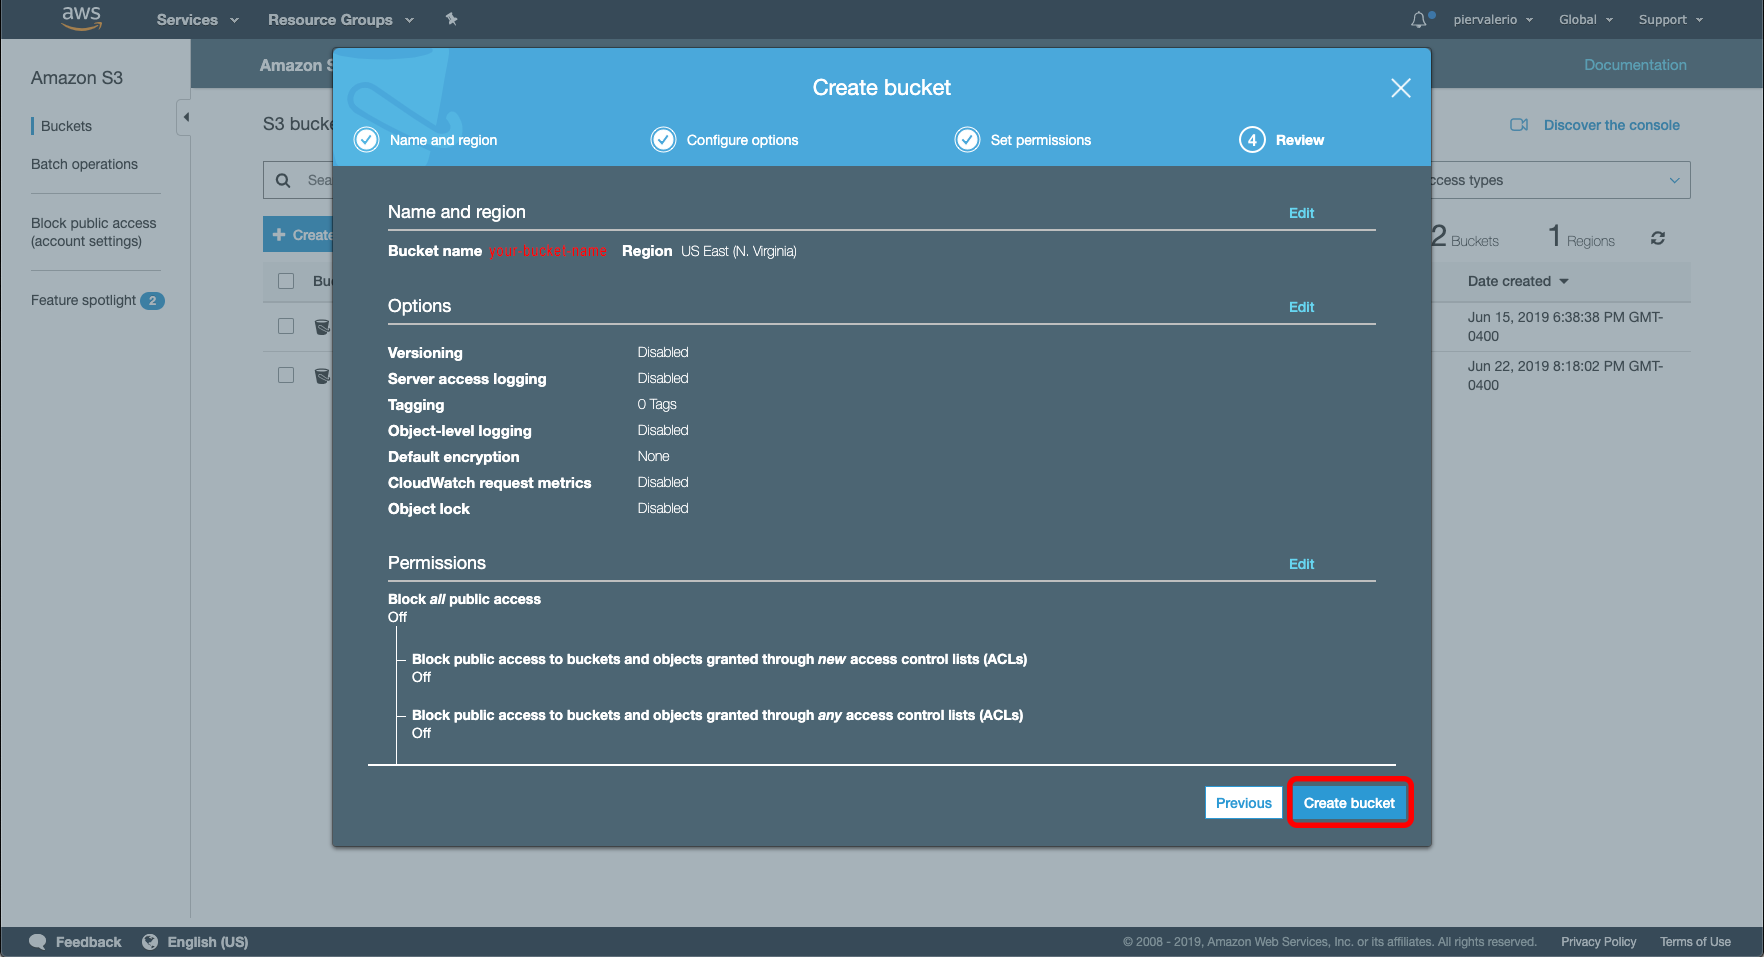 aws Services Resource Groups piervalerio Global Support
Amazon S3
Amazon S
Documentation
Buckets
Batch operations
Block public access
(account settings)
Feature spotlight 2
Discover the console
Create bucket
Name and region Configure options Set permissions 4 Review
Name and region Edit
Bucket name your-bucket-name Region US East (N. Virginia)
Options Edit
Versioning Disabled
Server access logging Disabled
Tagging 0 Tags
Object-level logging Disabled
Default encryption None
CloudWatch request metrics Disabled
Object lock Disabled
Permissions Edit
Block all public access
Off
Block public access to buckets and objects granted through new access control lists (ACLs)
Off
Block public access to buckets and objects granted through any access control lists (ACLs)
Off
Previous Create bucket
S3 bucke
Sea
ccess types
Create
2 Buckets 1 Regions
Bu
Date created
Jun 15, 2019 6:38:38 PM GMT-
0400
Jun 22, 2019 8:18:02 PM GMT-
0400
Feedback English (US) © 2008 - 2019, Amazon Web Services, Inc. or its affiliates. All rights reserved. Privacy Policy Terms of Use